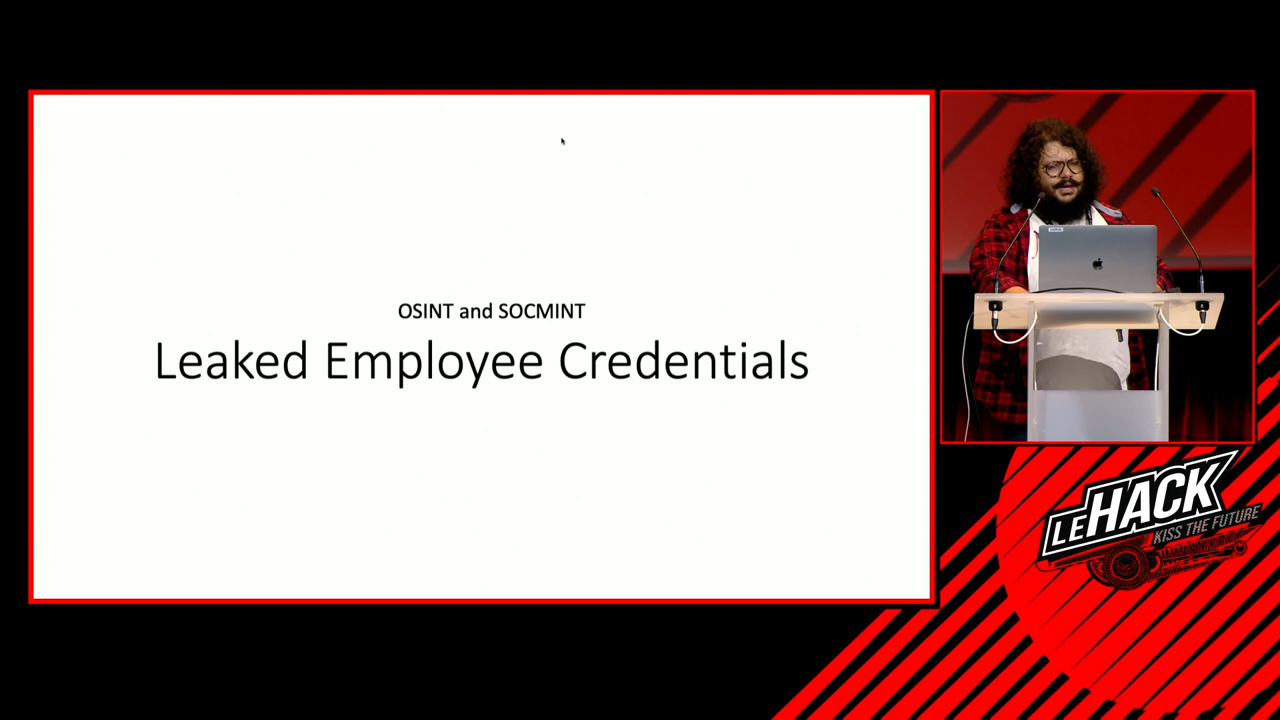 OSINT and SOCMINT
Leaked Employee Credentials
LEHACK
KISS THE FUTURE